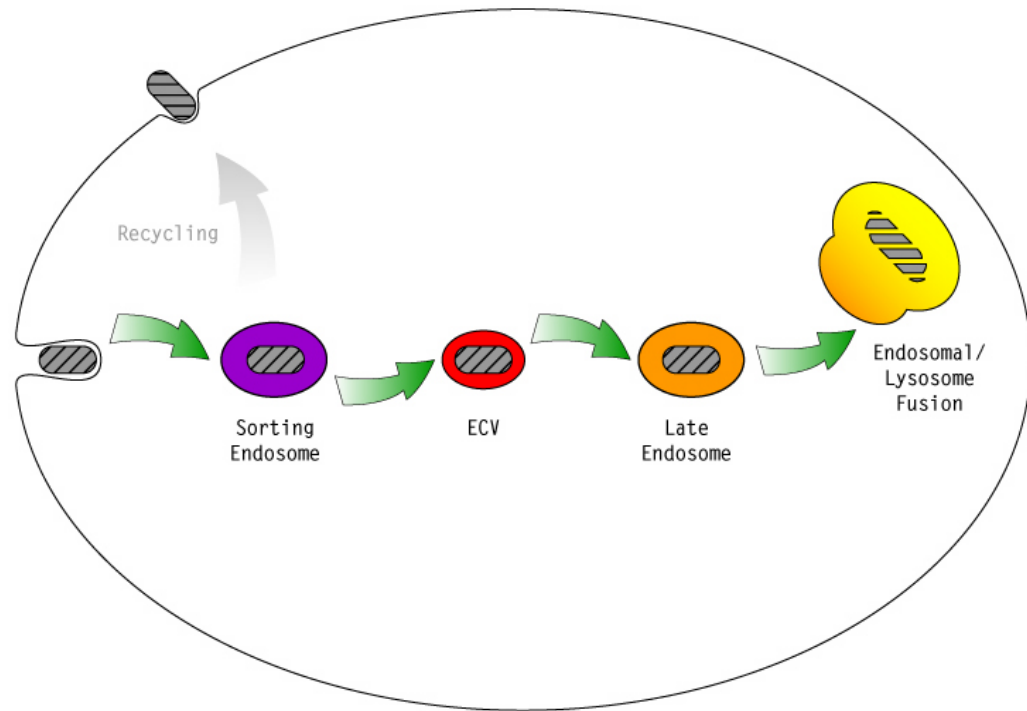 Recycling
Sorting
Endosome
ECV
Late
Endosome
Endosomal/
Lysosome
Fusion